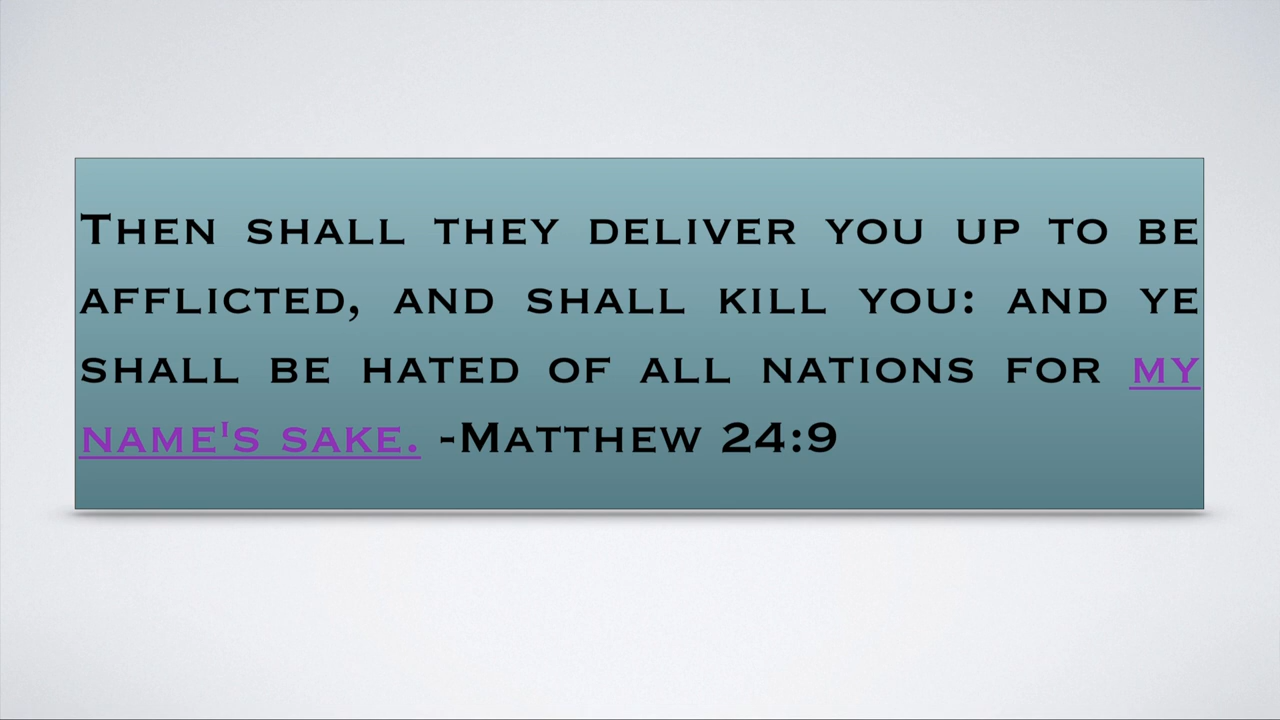 Then shall they deliver you up to be
afflicted, and shall kill you: and ye
shall be hated of all nations for my
name's sake. -Matthew 24:9